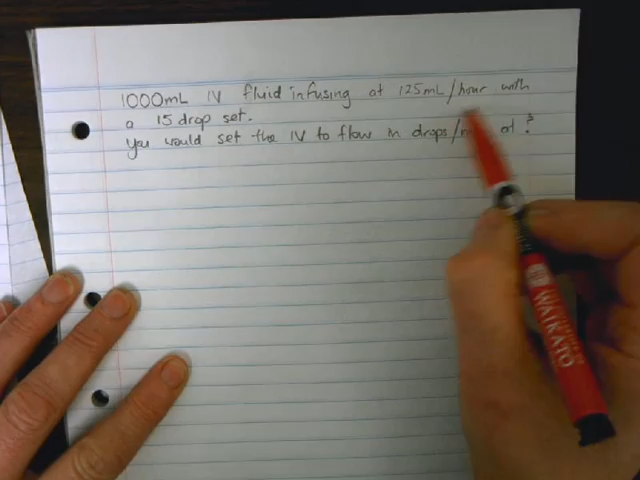 1000mL IV fluid infusing at 125mL/hour with
a 15 drop set.
You would set the IV to flow in drops/ at ?
WAIKATO